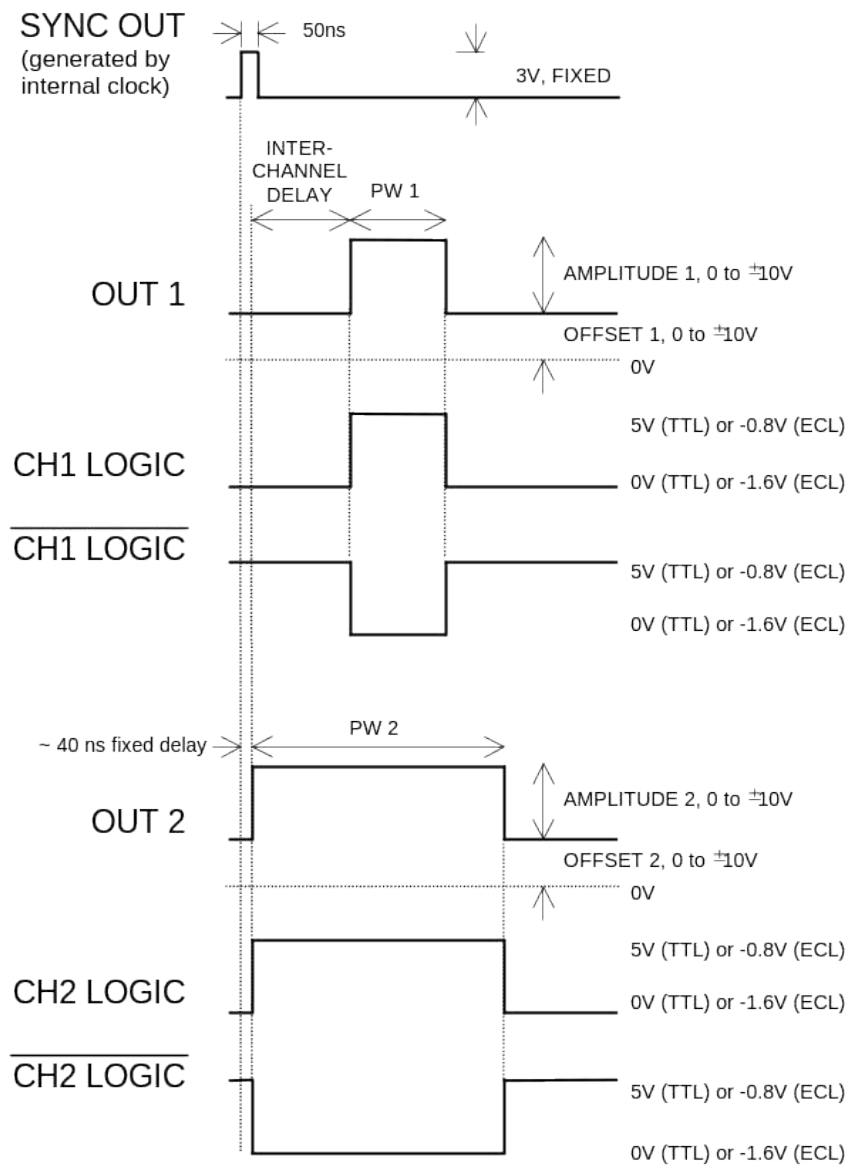 SYNC OUT
(generated by
internal clock)
50ns
3V, FIXED
INTER-
CHANNEL
DELAY
PW 1
OUT 1
AMPLITUDE 1, 0 to ±10V
OFFSET 1, 0 to ±10V
0V
CH1 LOGIC
5V (TTL) or -0.8V (ECL)
0V (TTL) or -1.6V (ECL)
CH1 LOGIC
5V (TTL) or -0.8V (ECL)
0V (TTL) or -1.6V (ECL)
~ 40 ns fixed delay
PW 2
OUT 2
AMPLITUDE 2, 0 to ±10V
OFFSET 2, 0 to ±10V
0V
CH2 LOGIC
5V (TTL) or -0.8V (ECL)
0V (TTL) or -1.6V (ECL)
CH2 LOGIC
5V (TTL) or -0.8V (ECL)
0V (TTL) or -1.6V (ECL)